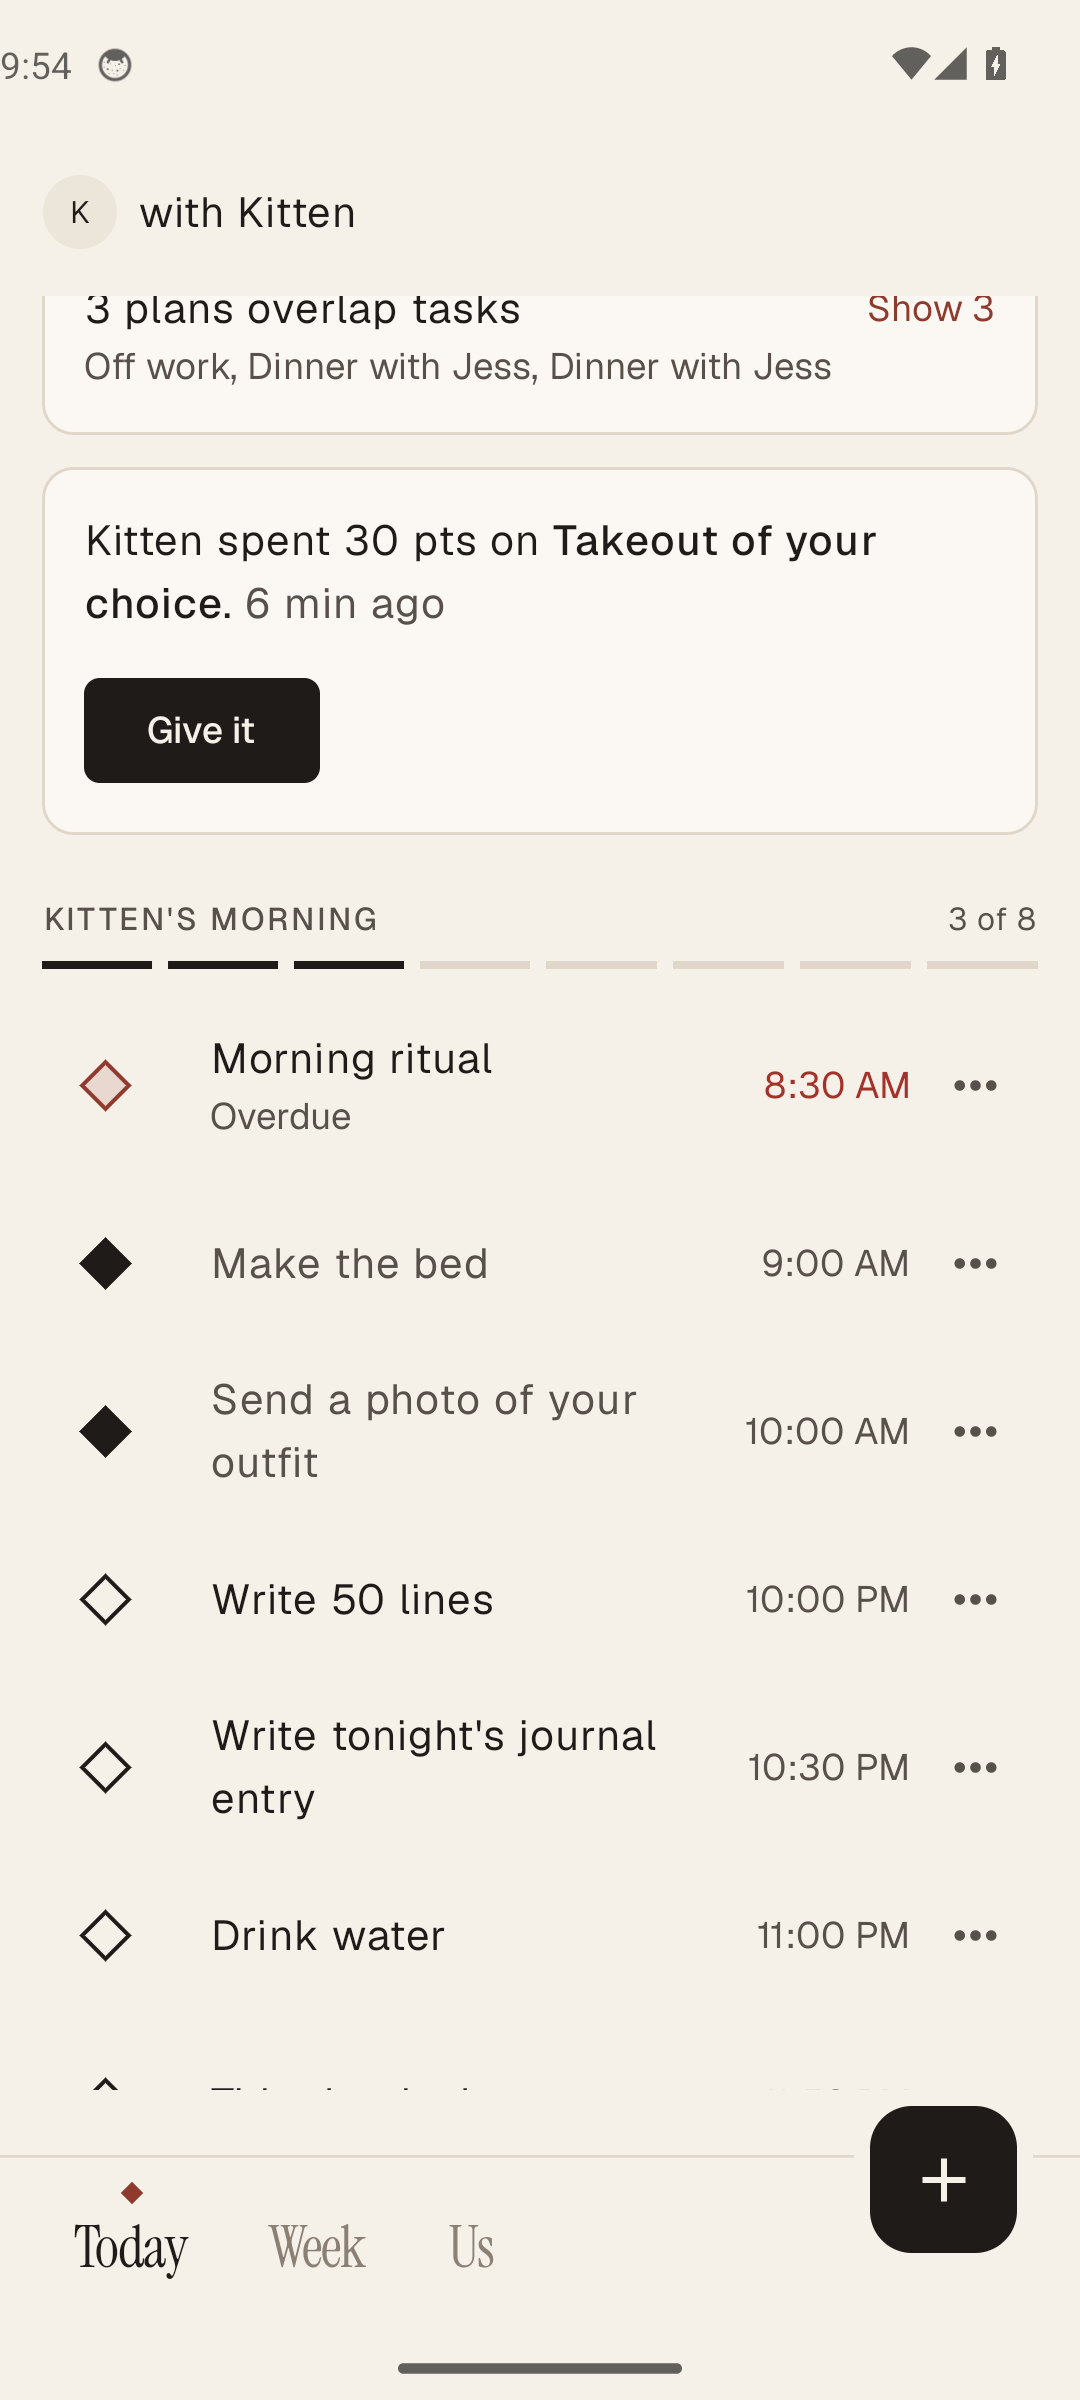 9:54
K with Kitten
3 plans overlap tasks Show 3
Off work, Dinner with Jess, Dinner with Jess
Kitten spent 30 pts on Takeout of your
choice. 6 min ago
Give it
KITTEN'S MORNING 3 of 8
Morning ritual
Overdue
8:30 AM
Make the bed 9:00 AM
Send a photo of your
outfit
10:00 AM
Write 50 lines 10:00 PM
Write tonight's journal
entry
10:30 PM
Drink water 11:00 PM
Today Week Us